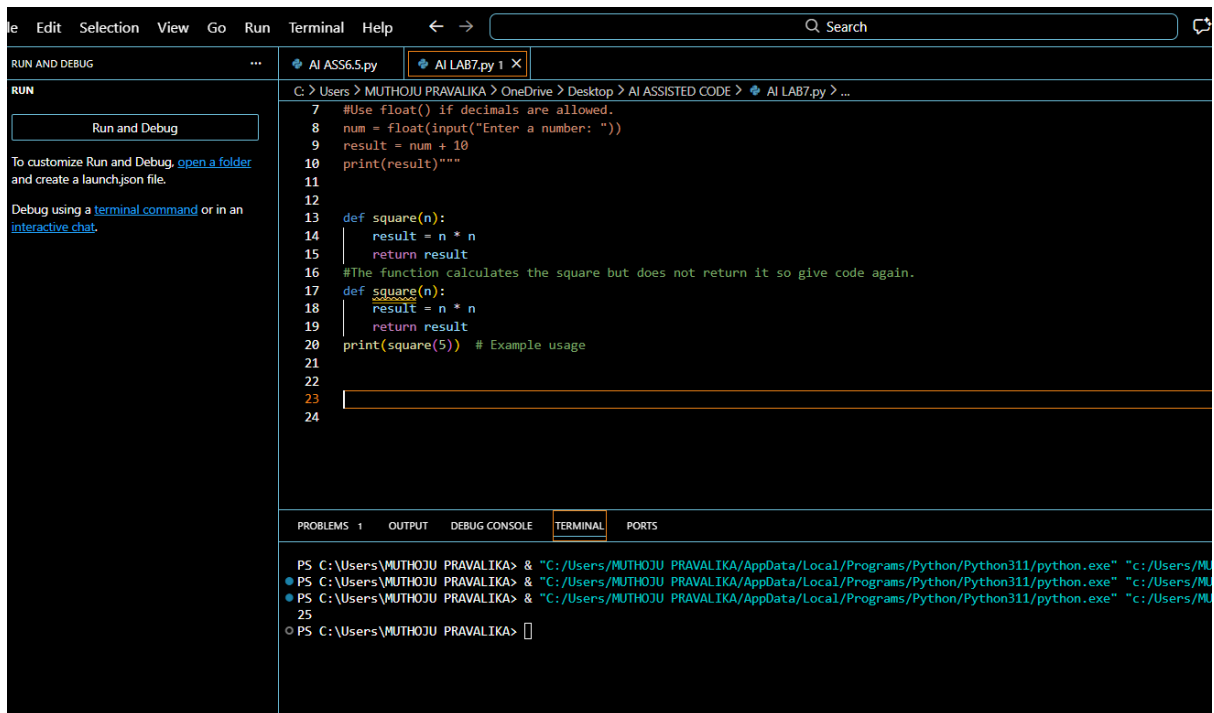 le Edit Selection View Go Run Terminal Help ← → Search
RUN AND DEBUG ...
RUN
Run and Debug
To customize Run and Debug, open a folder
and create a launch.json file.
Debug using a terminal command or in an
interactive chat.
AI ASS6.5.py AI LAB7.py 1 ✕
C: > Users > MUTHOJU PRAVALIKA > OneDrive > Desktop > AI ASSISTED CODE > AI LAB7.py > ...
7 #Use float() if decimals are allowed.
8 num = float(input("Enter a number: "))
9 result = num + 10
10 print(result)"""
11
12
13 def square(n):
14 result = n * n
15 return result
16 #The function calculates the square but does not return it so give code again.
17 def square(n):
18 result = n * n
19 return result
20 print(square(5)) # Example usage
21
22
23
24
PROBLEMS 1 OUTPUT DEBUG CONSOLE TERMINAL PORTS
PS C:\Users\MUTHOJU PRAVALIKA> & "C:/Users/MUTHOJU PRAVALIKA/AppData/Local/Programs/Python/Python311/python.exe" "c:/Users/MU
PS C:\Users\MUTHOJU PRAVALIKA> & "C:/Users/MUTHOJU PRAVALIKA/AppData/Local/Programs/Python/Python311/python.exe" "c:/Users/MU
PS C:\Users\MUTHOJU PRAVALIKA> & "C:/Users/MUTHOJU PRAVALIKA/AppData/Local/Programs/Python/Python311/python.exe" "c:/Users/MU
25
PS C:\Users\MUTHOJU PRAVALIKA>